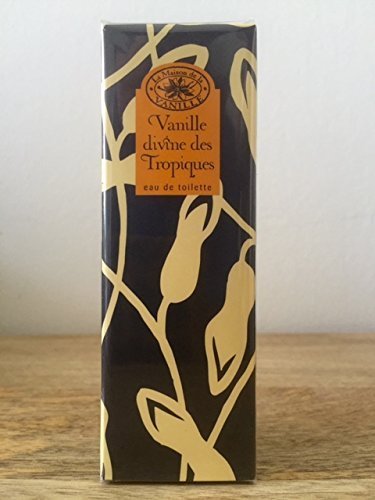 La Maison de la
VANILLE
Vanille
divine des
Tropiques
eau de toilette